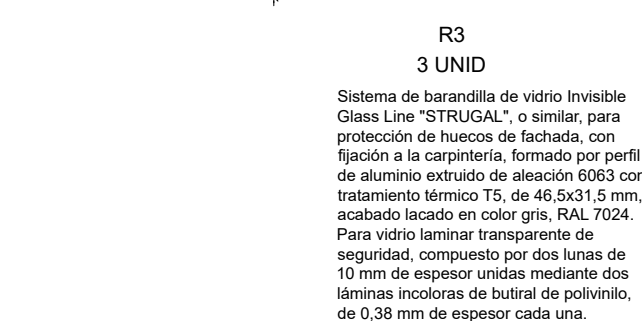 R3
3 UNID
Sistema de barandilla de vidrio Invisible
Glass Line "STRUGAL", o similar, para
protección de huecos de fachada, con
fijación a la carpintería, formado por perfil
de aluminio extruido de aleación 6063 con
tratamiento térmico T5, de 46,5x31,5 mm,
acabado lacado en color gris, RAL 7024.
Para vidrio laminar transparente de
seguridad, compuesto por dos lunas de
10 mm de espesor unidas mediante dos
láminas incoloras de butiral de polivinilo,
de 0,38 mm de espesor cada una.